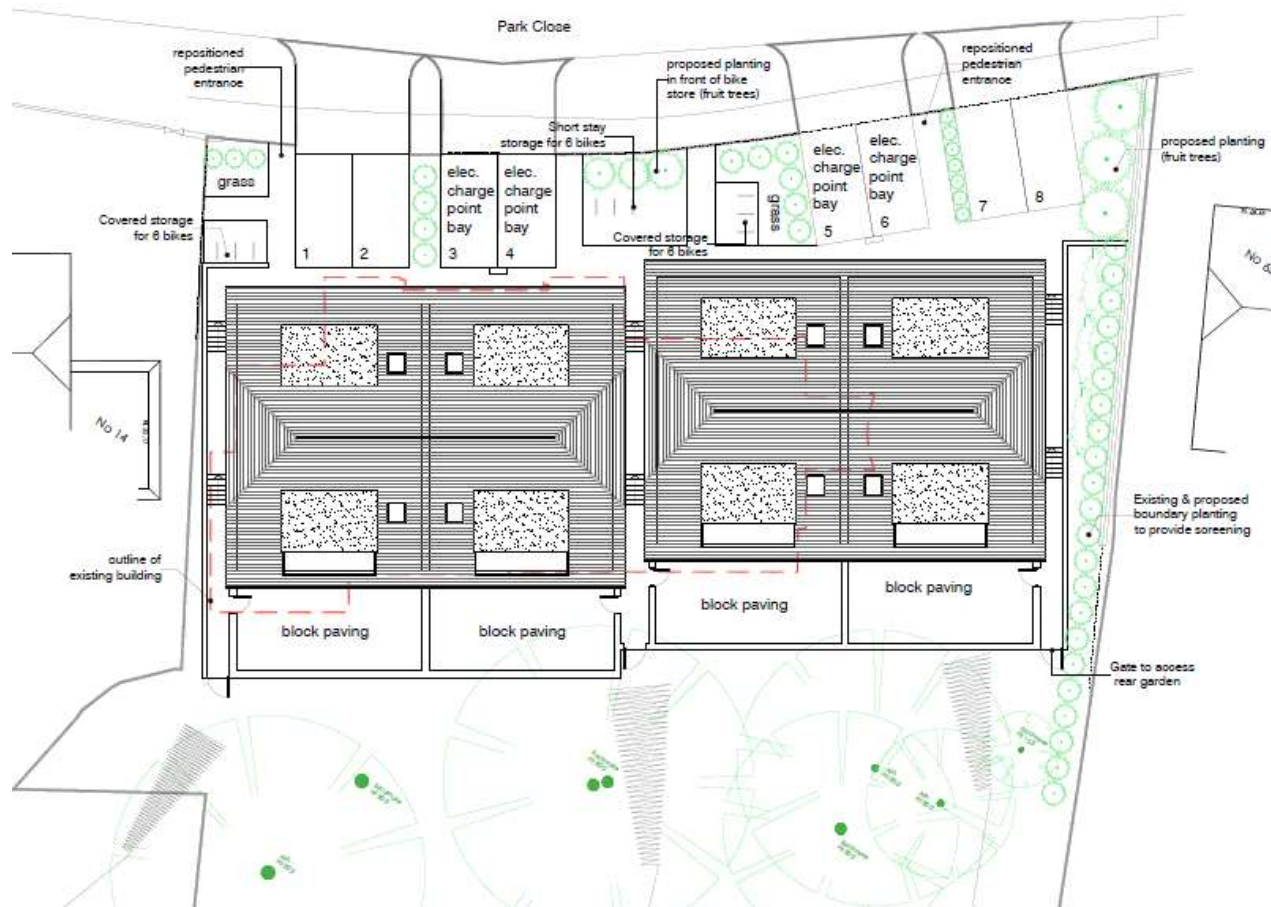 Park Close
repositioned
pedestrian
entrance
proposed planting
in front of bike
store (fruit trees)
repositioned
pedestrian
entrance
Short stay
storage for 6 bikes
proposed planting
(fruit trees)
grass
elec.
charge
point
bay
3
elec.
charge
point
bay
4
elec.
charge
point
bay
5
elec.
charge
point
bay
6
7
8
1
2
grass
Covered storage
for 6 bikes
Covered storage
for 6 bikes
No 14
Existing & proposed
boundary planting
to provide screening
outline of
existing building
block paving
block paving
block paving
block paving
Gate to access
rear garden